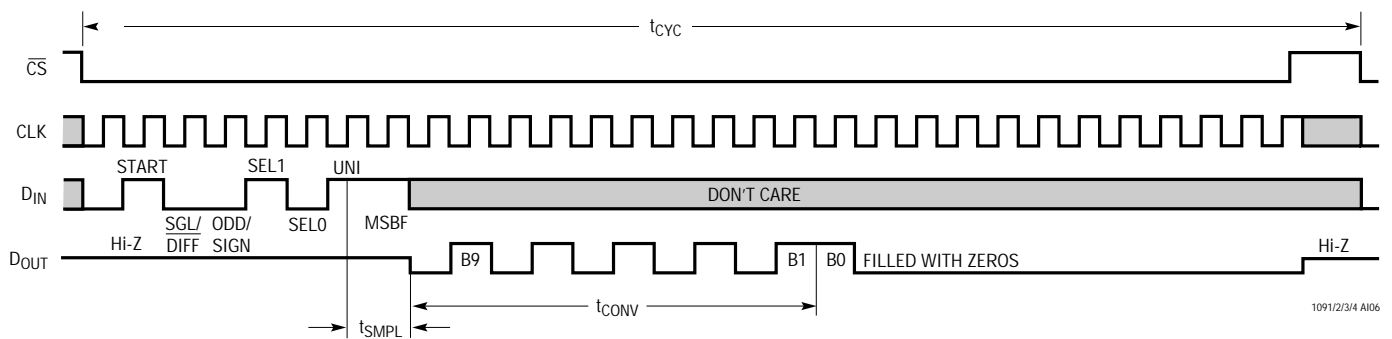 tCYC
CS
CLK
START
SEL1
UNI
DIN
DON'T CARE
SGL/
DIFF
ODD/
SIGN
SEL0
MSBF
Hi-Z
DOUT
B9
B1
B0
FILLED WITH ZEROS
Hi-Z
tCONV
tSMPL
1091/2/3/4 AI06